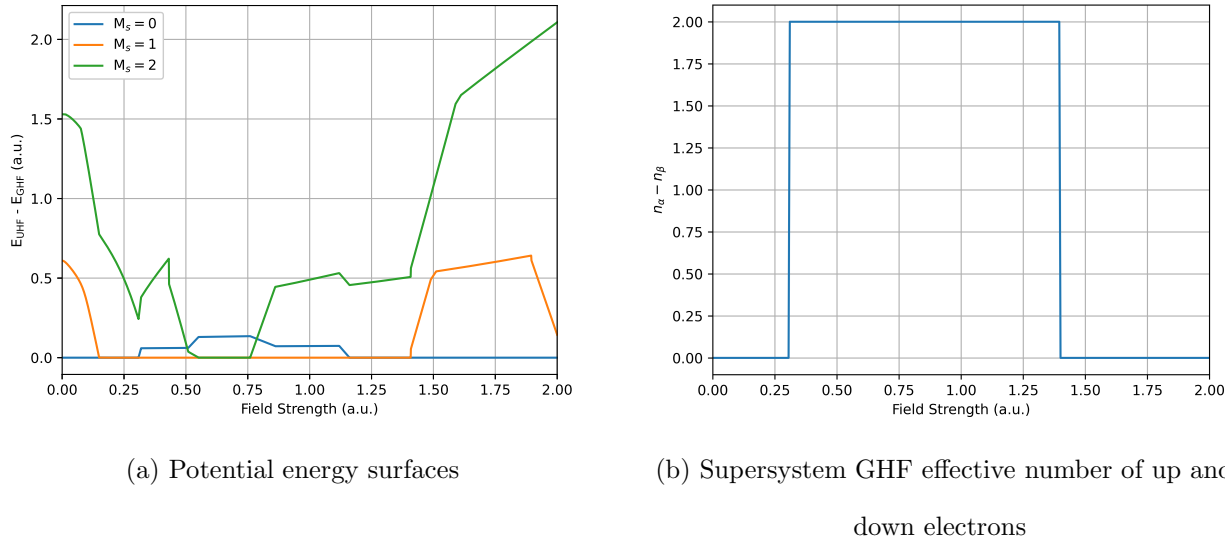 2.0
1.5
1.0
0.5
0.0
E_UHF - E_GHF (a.u.)
M_s = 0
M_s = 1
M_s = 2
0.00 0.25 0.50 0.75 1.00 1.25 1.50 1.75 2.00
Field Strength (a.u.)
(a) Potential energy surfaces
2.00
1.75
1.50
1.25
1.00
0.75
0.50
0.25
0.00
n_α − n_β
0.00 0.25 0.50 0.75 1.00 1.25 1.50 1.75 2.00
Field Strength (a.u.)
(b) Supersystem GHF effective number of up and
down electrons